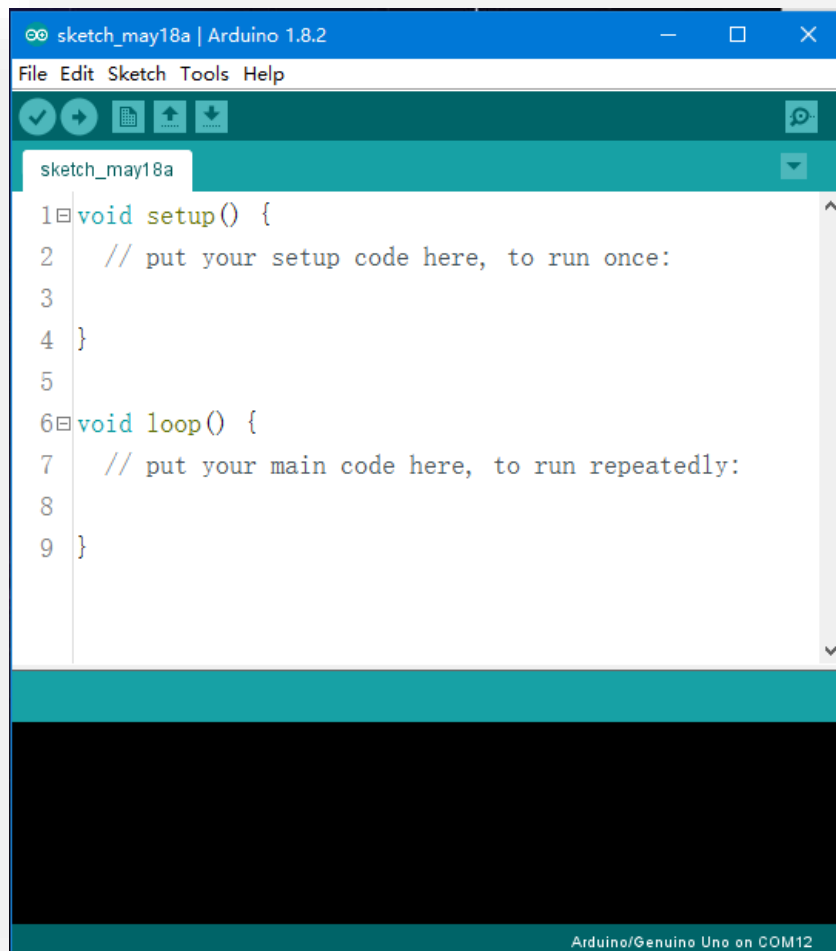 sketch_may18a | Arduino 1.8.2
File Edit Sketch Tools Help
sketch_may18a
1 void setup() {
2 // put your setup code here, to run once:
3
4 }
5
6 void loop() {
7 // put your main code here, to run repeatedly:
8
9 }
Arduino/Genuino Uno on COM12